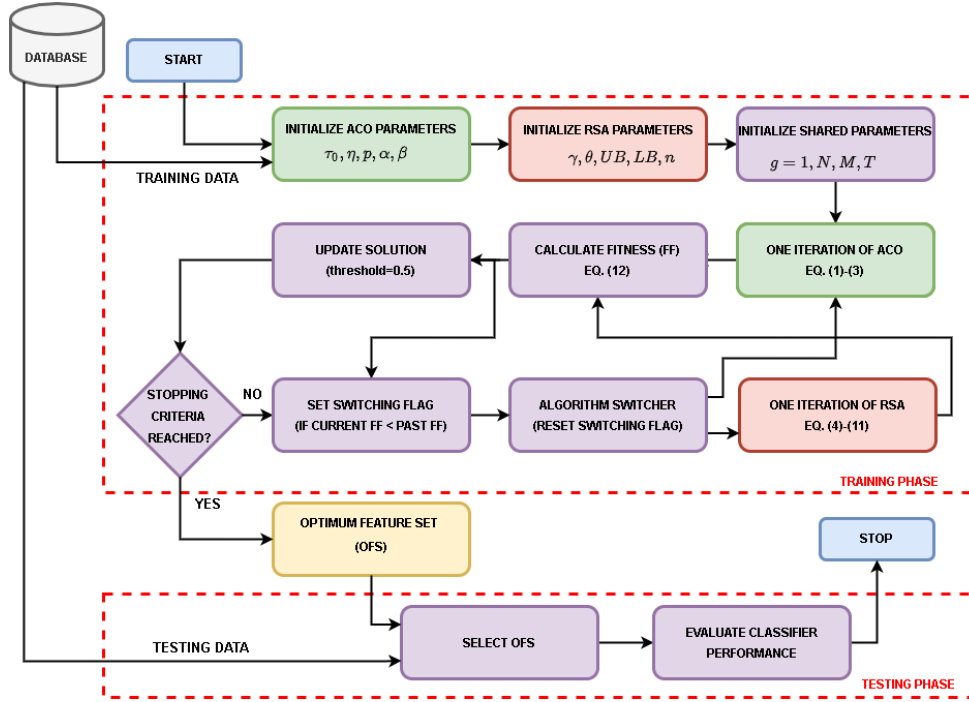 DATABASE
START
INITIALIZE ACO PARAMETERS
τ₀, η, p, α, β
INITIALIZE RSA PARAMETERS
γ, θ, UB, LB, n
INITIALIZE SHARED PARAMETERS
g = 1, N, M, T
TRAINING DATA
UPDATE SOLUTION
(threshold=0.5)
CALCULATE FITNESS (FF)
EQ. (12)
ONE ITERATION OF ACO
EQ. (1)-(3)
STOPPING
CRITERIA
REACHED?
NO
SET SWITCHING FLAG
(IF CURRENT FF < PAST FF)
ALGORITHM SWITCHER
(RESET SWITCHING FLAG)
ONE ITERATION OF RSA
EQ. (4)-(11)
TRAINING PHASE
YES
OPTIMUM FEATURE SET
(OFS)
STOP
TESTING DATA
SELECT OFS
EVALUATE CLASSIFIER
PERFORMANCE
TESTING PHASE